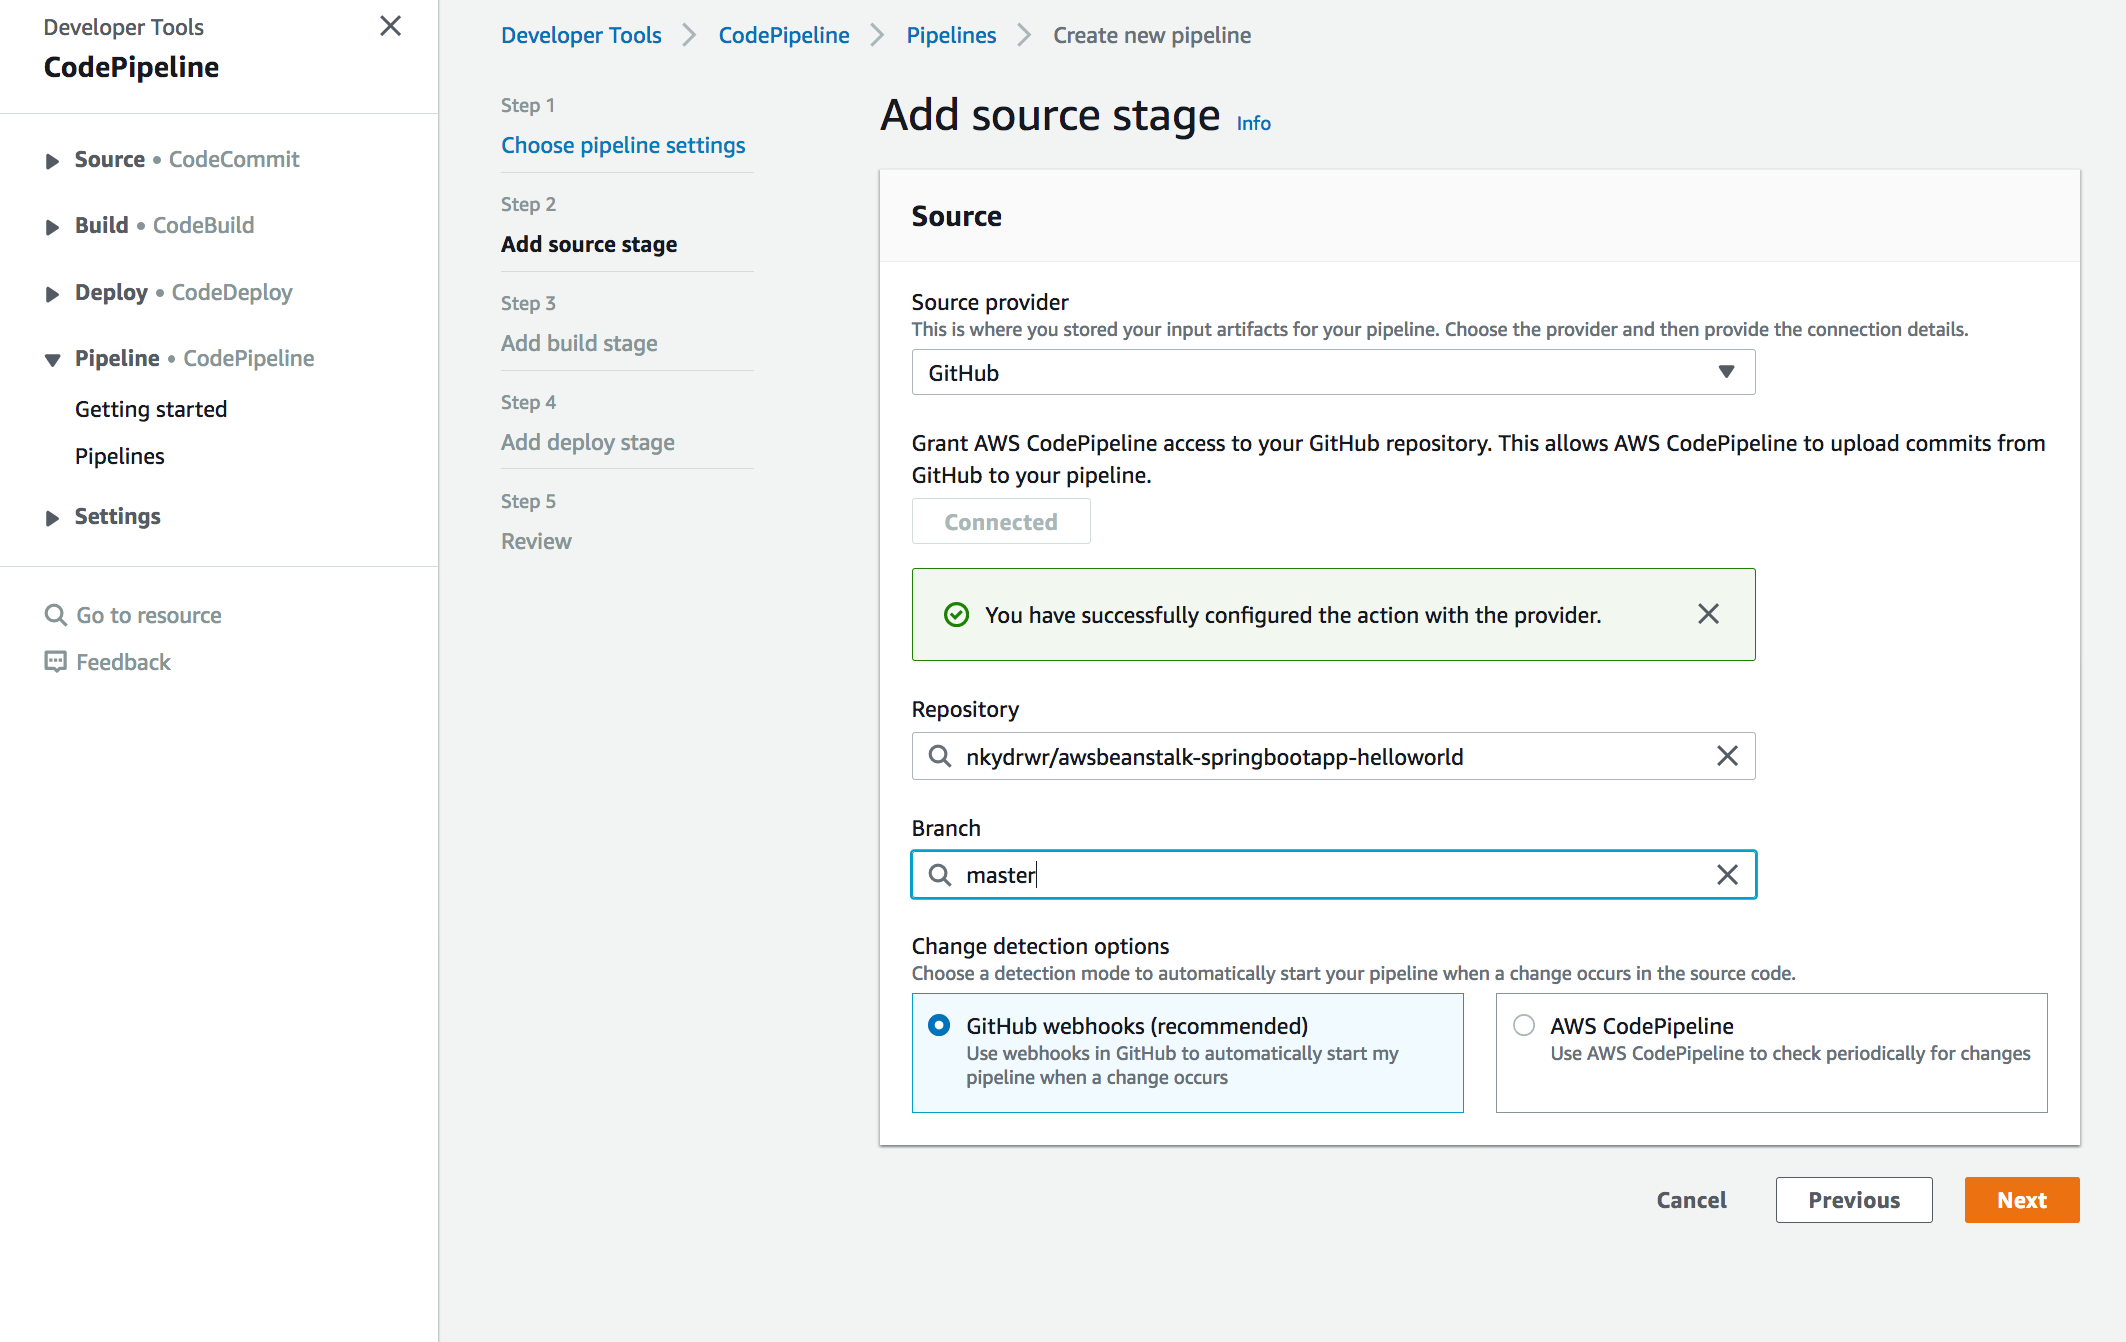 Developer Tools
CodePipeline
Source • CodeCommit
Build • CodeBuild
Deploy • CodeDeploy
Pipeline • CodePipeline
Getting started
Pipelines
Settings
Go to resource
Feedback
Developer Tools > CodePipeline > Pipelines > Create new pipeline
Step 1
Choose pipeline settings
Step 2
Add source stage
Step 3
Add build stage
Step 4
Add deploy stage
Step 5
Review
Add source stage Info
Source
Source provider
This is where you stored your input artifacts for your pipeline. Choose the provider and then provide the connection details.
GitHub
Grant AWS CodePipeline access to your GitHub repository. This allows AWS CodePipeline to upload commits from
GitHub to your pipeline.
Connected
You have successfully configured the action with the provider.
Repository
nkydrwr/awsbeanstalk-springbootapp-helloworld
Branch
master
Change detection options
Choose a detection mode to automatically start your pipeline when a change occurs in the source code.
GitHub webhooks (recommended)
Use webhooks in GitHub to automatically start my
pipeline when a change occurs
AWS CodePipeline
Use AWS CodePipeline to check periodically for changes
Cancel
Previous
Next